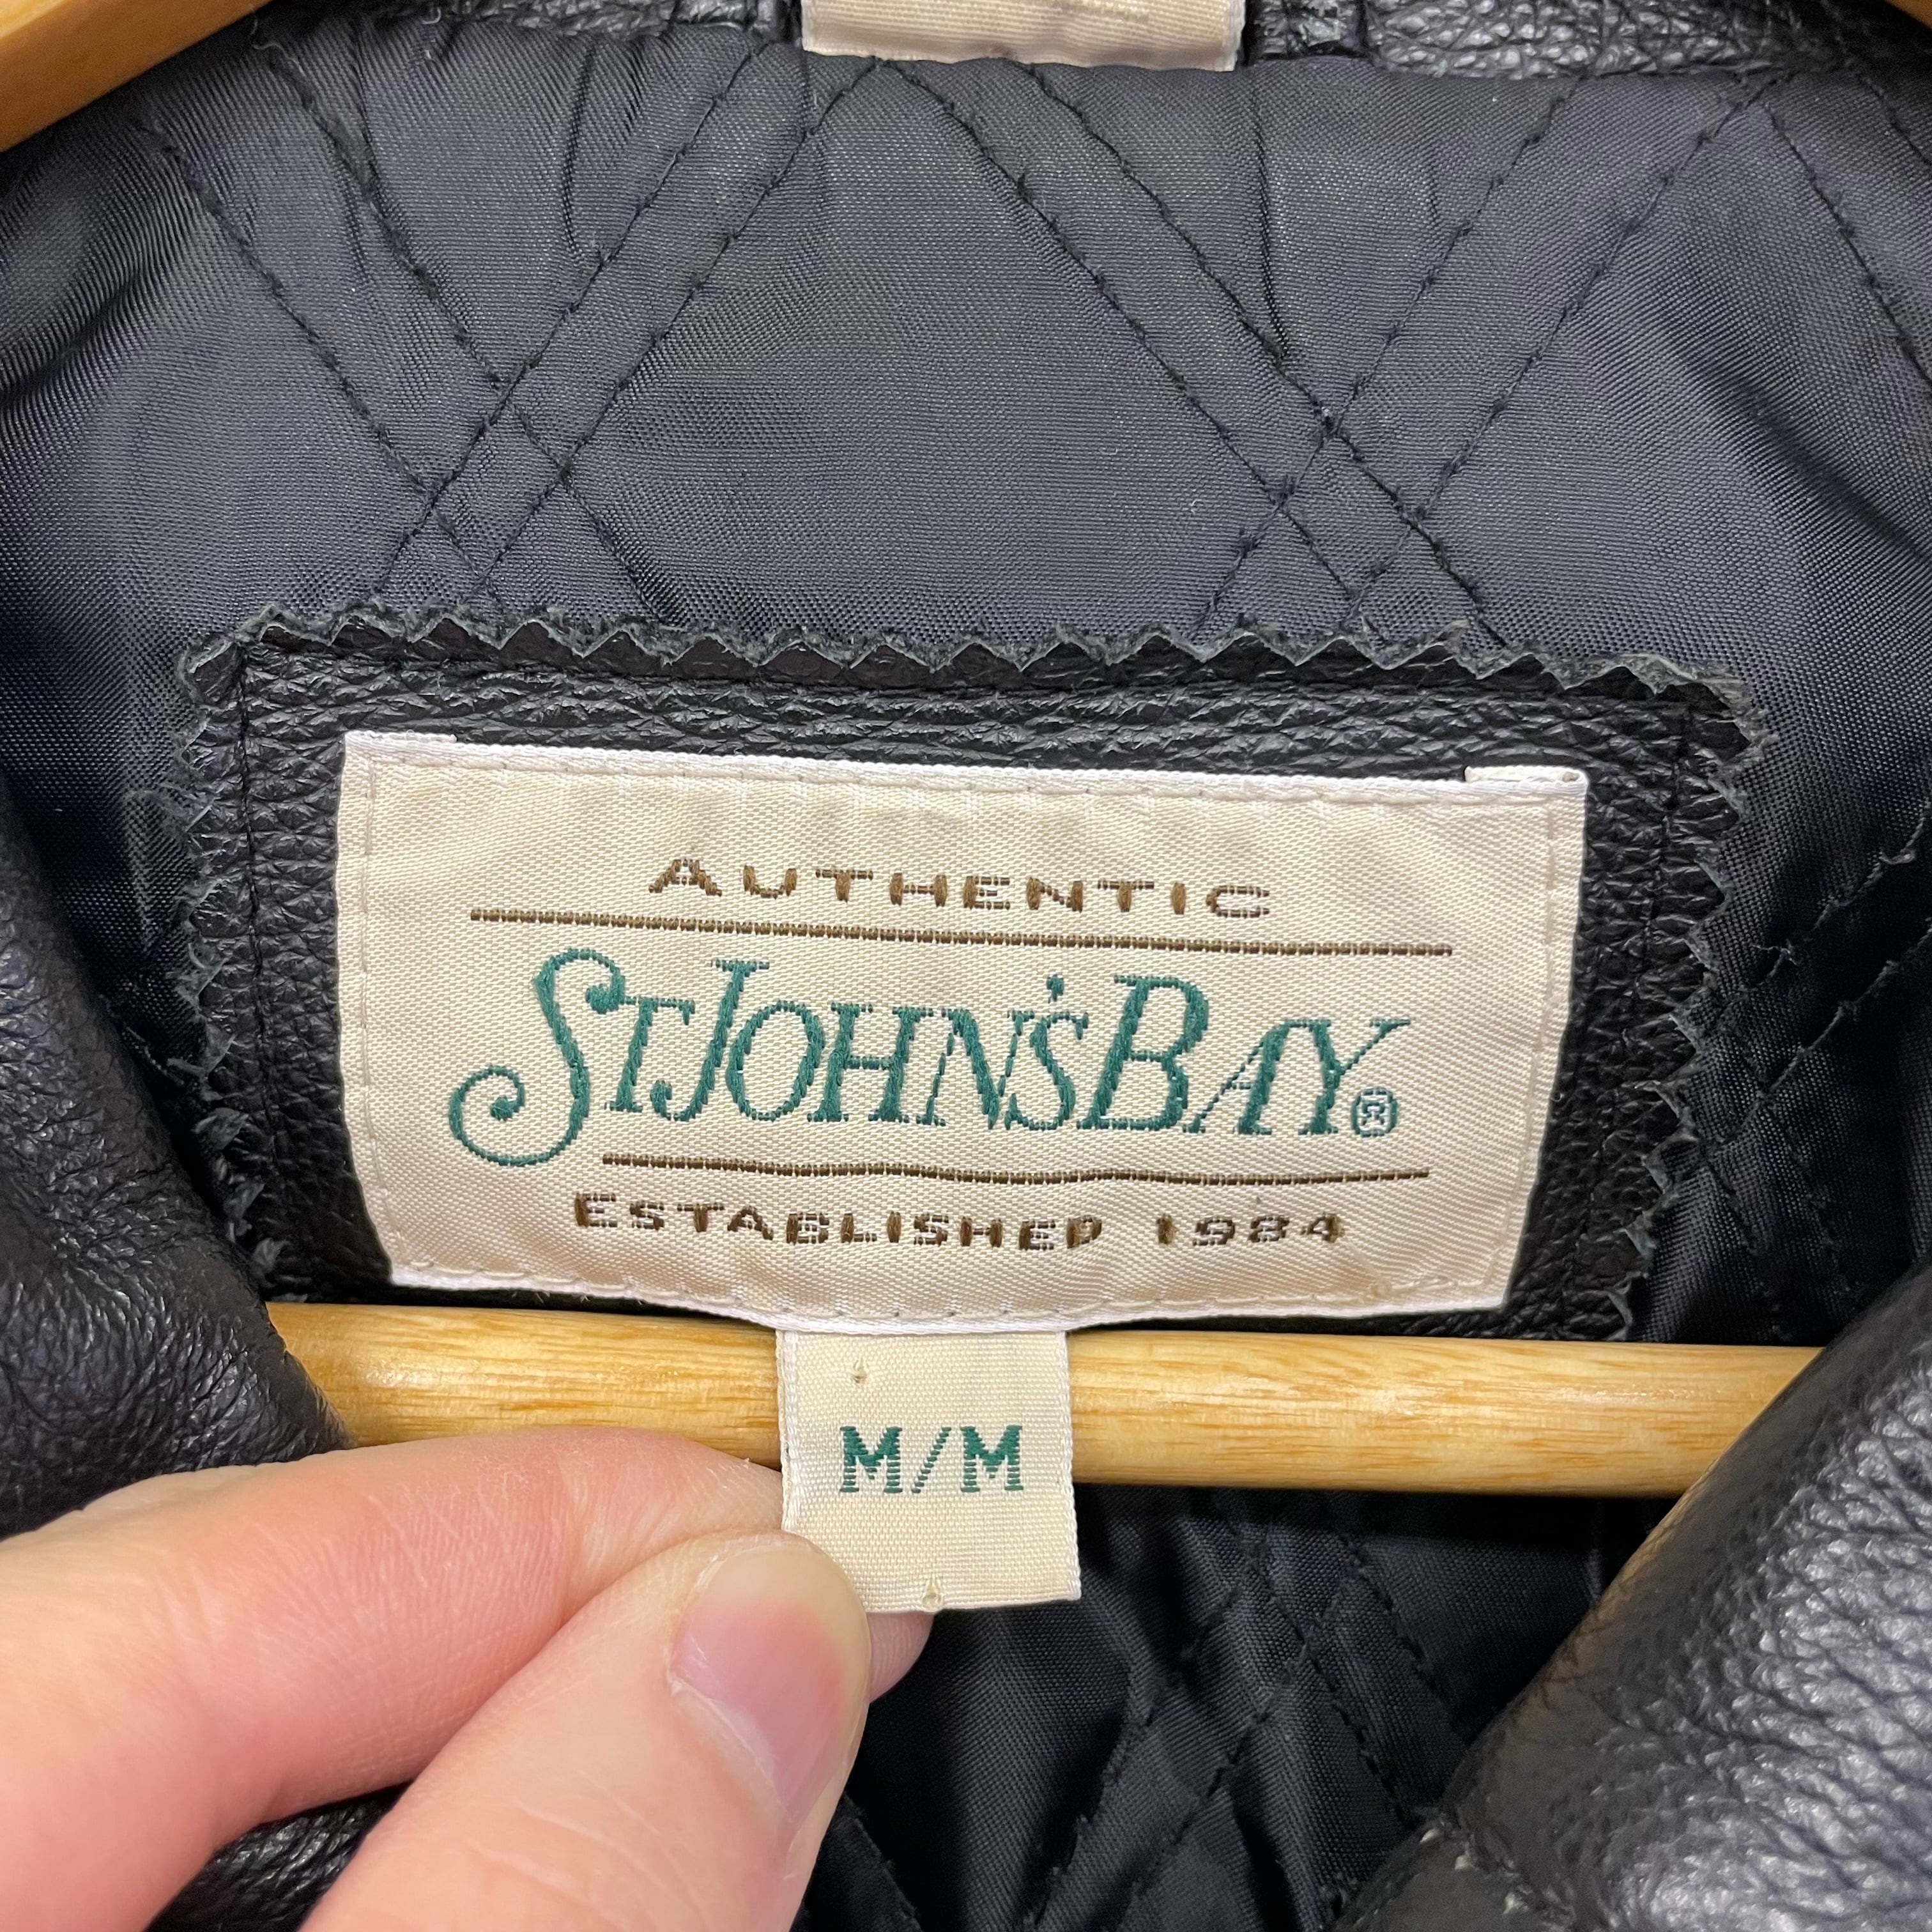 AUTHENTIC
ST JOHN'S BAY®
ESTABLISHED 1984
M/M